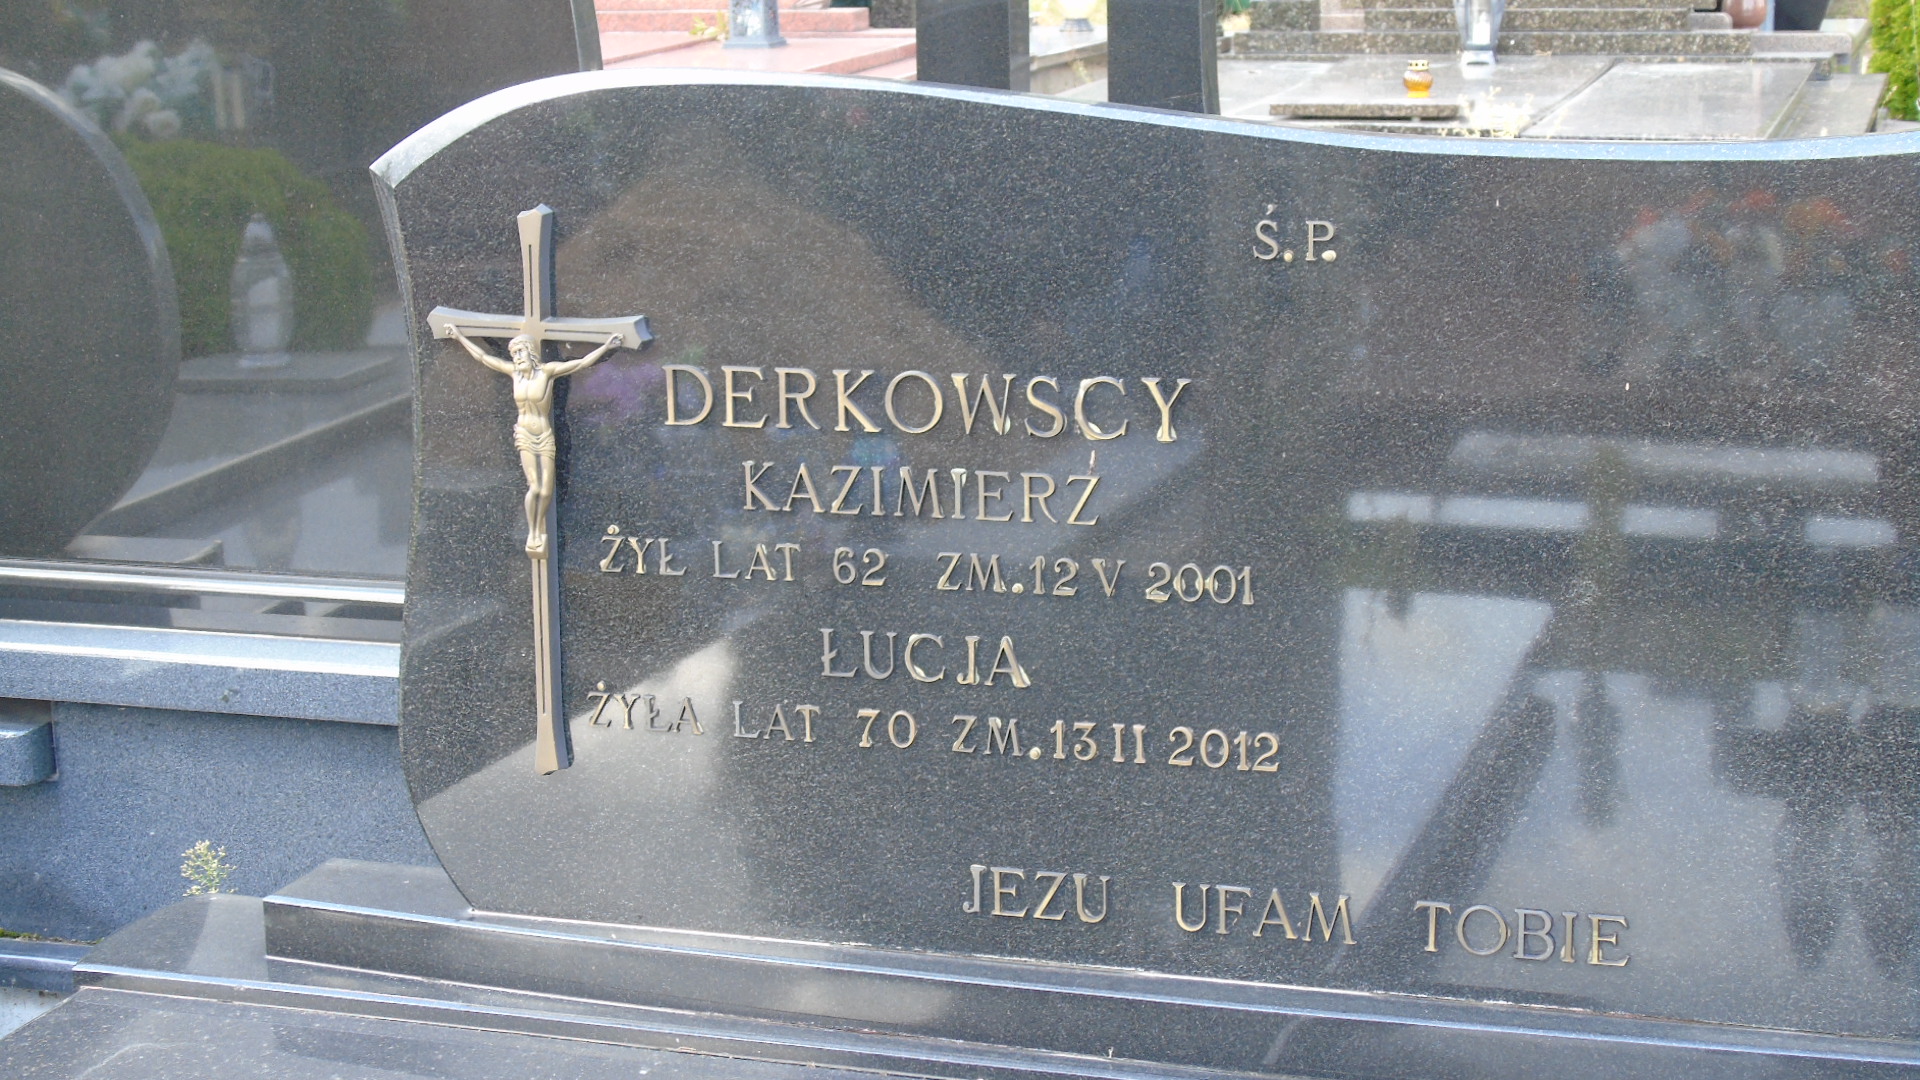 Ś.P.
DERKOWSCY
KAZIMIERZ
ŻYŁ LAT 62 ZM.12 V 2001
ŁUCJA
ŻYŁA LAT 70 ZM.13 II 2012
JEZU UFAM TOBIE